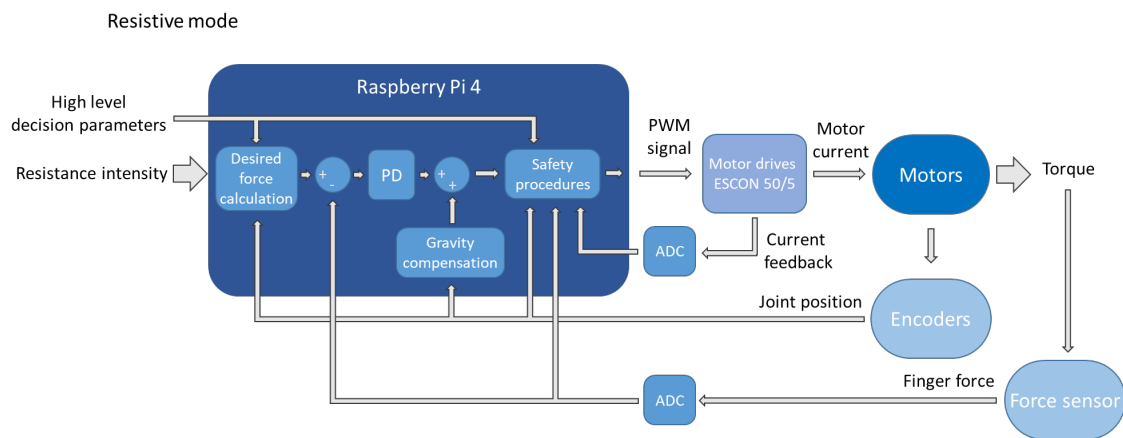 Resistive mode
Raspberry Pi 4
High level
decision parameters
Resistance intensity
Desired
force
calculation
+
-
PD
+
+
Safety
procedures
PWM
signal
Motor drives
ESCON 50/5
Motor
current
Motors
Torque
Gravity
compensation
ADC
Current
feedback
Joint position
Encoders
Finger force
ADC
Force sensor